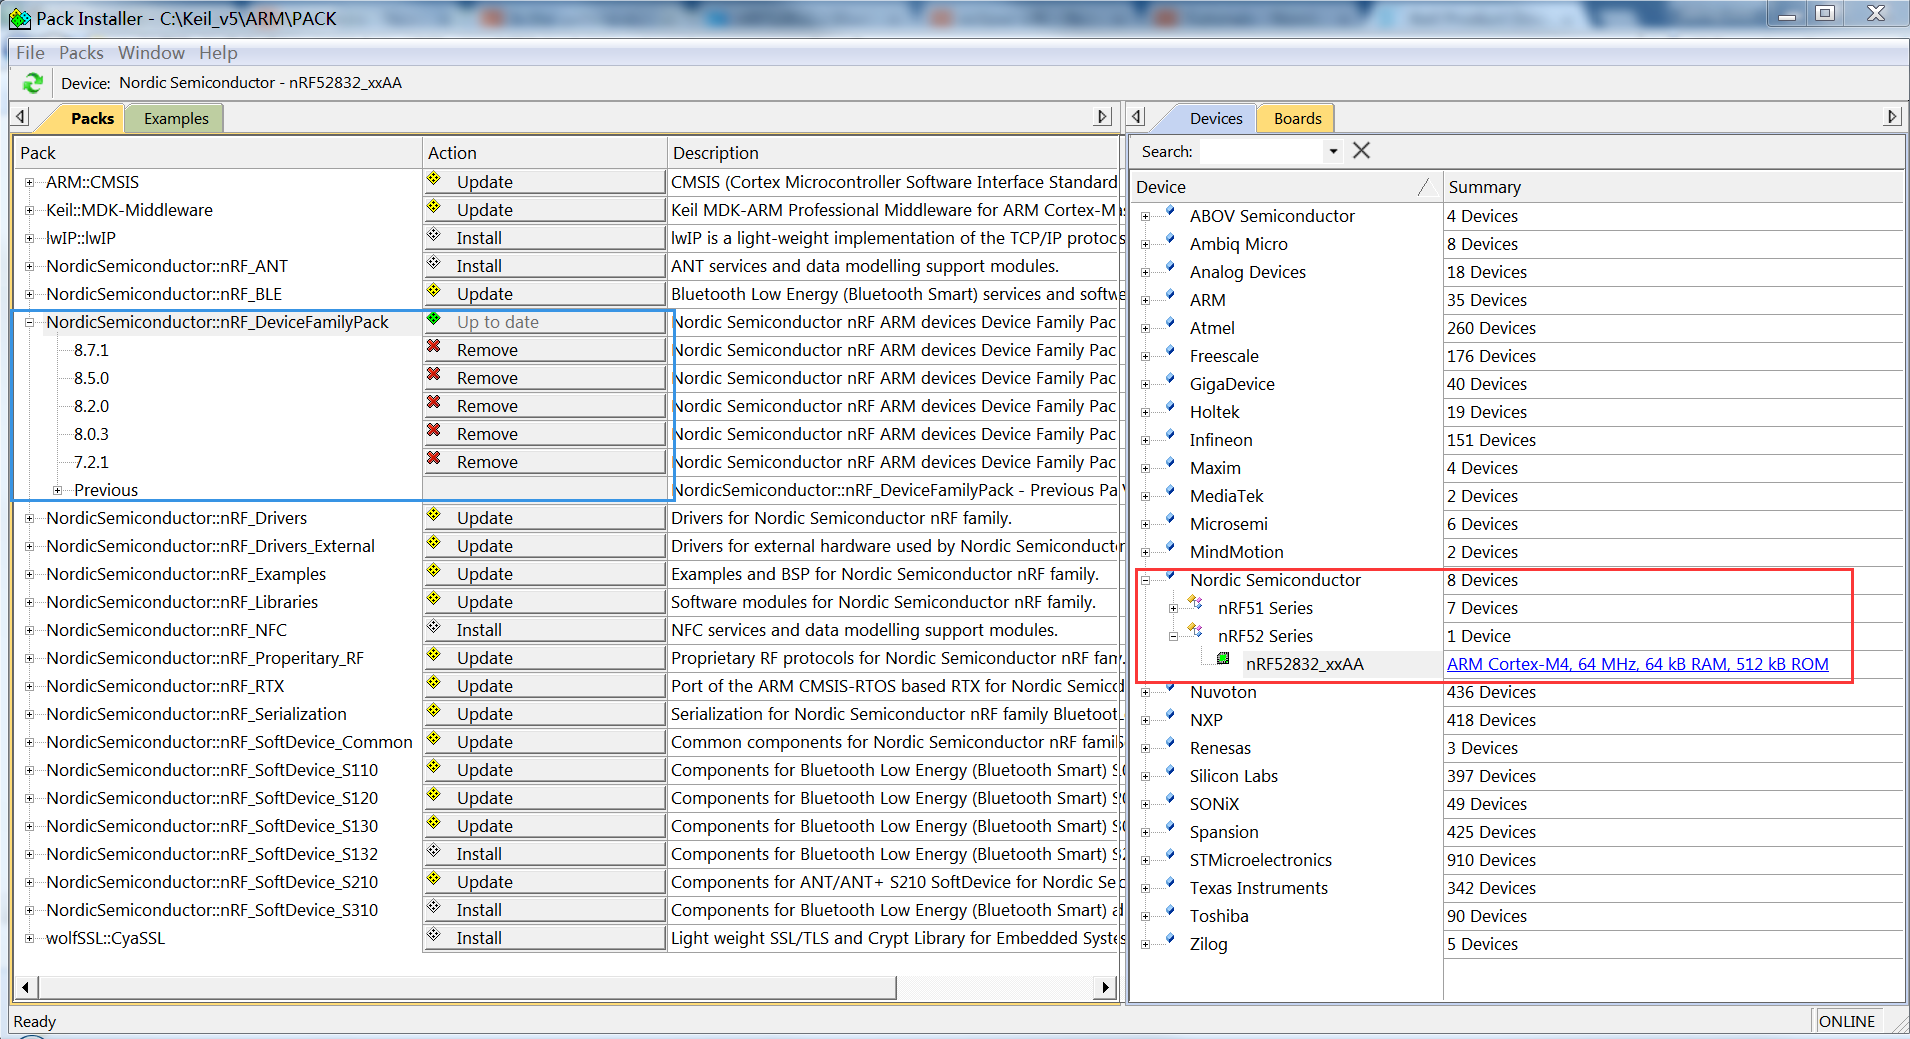 Pack Installer - C:\Keil_v5\ARM\PACK
File Packs Window Help
Device: Nordic Semiconductor - nRF52832_xxAA
Packs Examples
Pack Action Description
ARM::CMSIS Update CMSIS (Cortex Microcontroller Software Interface Standard
Keil::MDK-Middleware Update Keil MDK-ARM Professional Middleware for ARM Cortex-Ma
lwIP::lwIP Install lwIP is a light-weight implementation of the TCP/IP protoc
NordicSemiconductor::nRF_ANT Install ANT services and data modelling support modules.
NordicSemiconductor::nRF_BLE Update Bluetooth Low Energy (Bluetooth Smart) services and softw
NordicSemiconductor::nRF_DeviceFamilyPack Up to date Nordic Semiconductor nRF ARM devices Device Family Pac
8.7.1 Remove Nordic Semiconductor nRF ARM devices Device Family Pac
8.5.0 Remove Nordic Semiconductor nRF ARM devices Device Family Pac
8.2.0 Remove Nordic Semiconductor nRF ARM devices Device Family Pac
8.0.3 Remove Nordic Semiconductor nRF ARM devices Device Family Pac
7.2.1 Remove Nordic Semiconductor nRF ARM devices Device Family Pac
Previous NordicSemiconductor::nRF_DeviceFamilyPack - Previous Pa
NordicSemiconductor::nRF_Drivers Update Drivers for Nordic Semiconductor nRF family.
NordicSemiconductor::nRF_Drivers_External Update Drivers for external hardware used by Nordic Semiconduct
NordicSemiconductor::nRF_Examples Update Examples and BSP for Nordic Semiconductor nRF family.
NordicSemiconductor::nRF_Libraries Update Software modules for Nordic Semiconductor nRF family.
NordicSemiconductor::nRF_NFC Install NFC services and data modelling support modules.
NordicSemiconductor::nRF_Properitary_RF Update Proprietary RF protocols for Nordic Semiconductor nRF fam
NordicSemiconductor::nRF_RTX Update Port of the ARM CMSIS-RTOS based RTX for Nordic Semicon
NordicSemiconductor::nRF_Serialization Update Serialization for Nordic Semiconductor nRF family Bluetoot
NordicSemiconductor::nRF_SoftDevice_Common Update Common components for Nordic Semiconductor nRF famil
NordicSemiconductor::nRF_SoftDevice_S110 Update Components for Bluetooth Low Energy (Bluetooth Smart) S
NordicSemiconductor::nRF_SoftDevice_S120 Update Components for Bluetooth Low Energy (Bluetooth Smart) S
NordicSemiconductor::nRF_SoftDevice_S130 Update Components for Bluetooth Low Energy (Bluetooth Smart) S
NordicSemiconductor::nRF_SoftDevice_S132 Install Components for Bluetooth Low Energy (Bluetooth Smart) S
NordicSemiconductor::nRF_SoftDevice_S210 Update Components for ANT/ANT+ S210 SoftDevice for Nordic Se
NordicSemiconductor::nRF_SoftDevice_S310 Install Components for Bluetooth Low Energy (Bluetooth Smart) a
wolfSSL::CyaSSL Install Light weight SSL/TLS and Crypt Library for Embedded Syste
Devices Boards
Search:
Device Summary
ABOV Semiconductor 4 Devices
Ambiq Micro 8 Devices
Analog Devices 18 Devices
ARM 35 Devices
Atmel 260 Devices
Freescale 176 Devices
GigaDevice 40 Devices
Holtek 19 Devices
Infineon 151 Devices
Maxim 4 Devices
MediaTek 2 Devices
Microsemi 6 Devices
MindMotion 2 Devices
Nordic Semiconductor 8 Devices
nRF51 Series 7 Devices
nRF52 Series 1 Device
nRF52832_xxAA ARM Cortex-M4, 64 MHz, 64 kB RAM, 512 kB ROM
Nuvoton 436 Devices
NXP 418 Devices
Renesas 3 Devices
Silicon Labs 397 Devices
SONiX 49 Devices
Spansion 425 Devices
STMicroelectronics 910 Devices
Texas Instruments 342 Devices
Toshiba 90 Devices
Zilog 5 Devices
Ready ONLINE